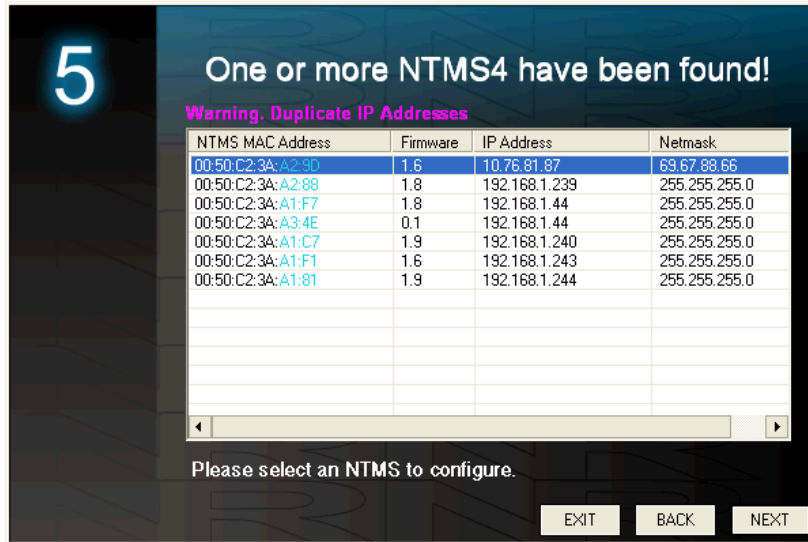 5
One or more NTMS4 have been found!
Warning. Duplicate IP Addresses
NTMS MAC Address Firmware IP Address Netmask
00:50:C2:3A:A2:9D 1.6 10.76.81.87 69.67.88.66
00:50:C2:3A:A2:88 1.8 192.168.1.239 255.255.255.0
00:50:C2:3A:A1:F7 1.8 192.168.1.44 255.255.255.0
00:50:C2:3A:A3:4E 0.1 192.168.1.44 255.255.255.0
00:50:C2:3A:A1:C7 1.9 192.168.1.240 255.255.255.0
00:50:C2:3A:A1:F1 1.6 192.168.1.243 255.255.255.0
00:50:C2:3A:A1:81 1.9 192.168.1.244 255.255.255.0
Please select an NTMS to configure.
EXIT BACK NEXT